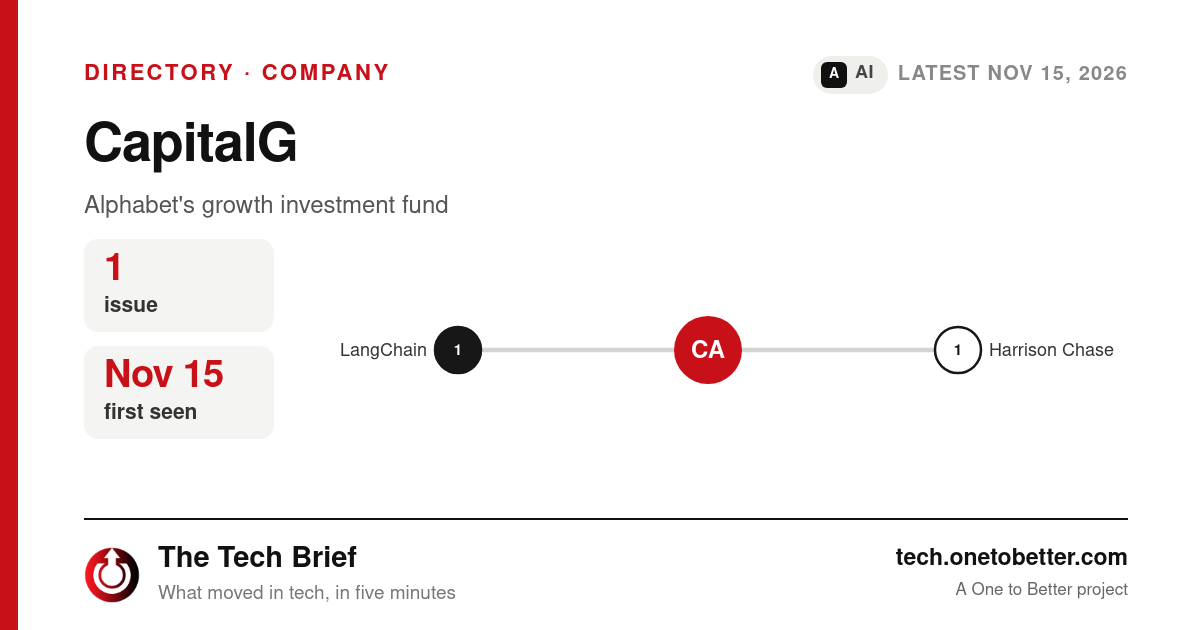 DIRECTORY · COMPANY
A AI LATEST NOV 15, 2026
CapitalG
Alphabet's growth investment fund
1
issue
Nov 15
first seen
LangChain 1 CA 1 Harrison Chase
The Tech Brief
What moved in tech, in five minutes
tech.onetobetter.com
A One to Better project